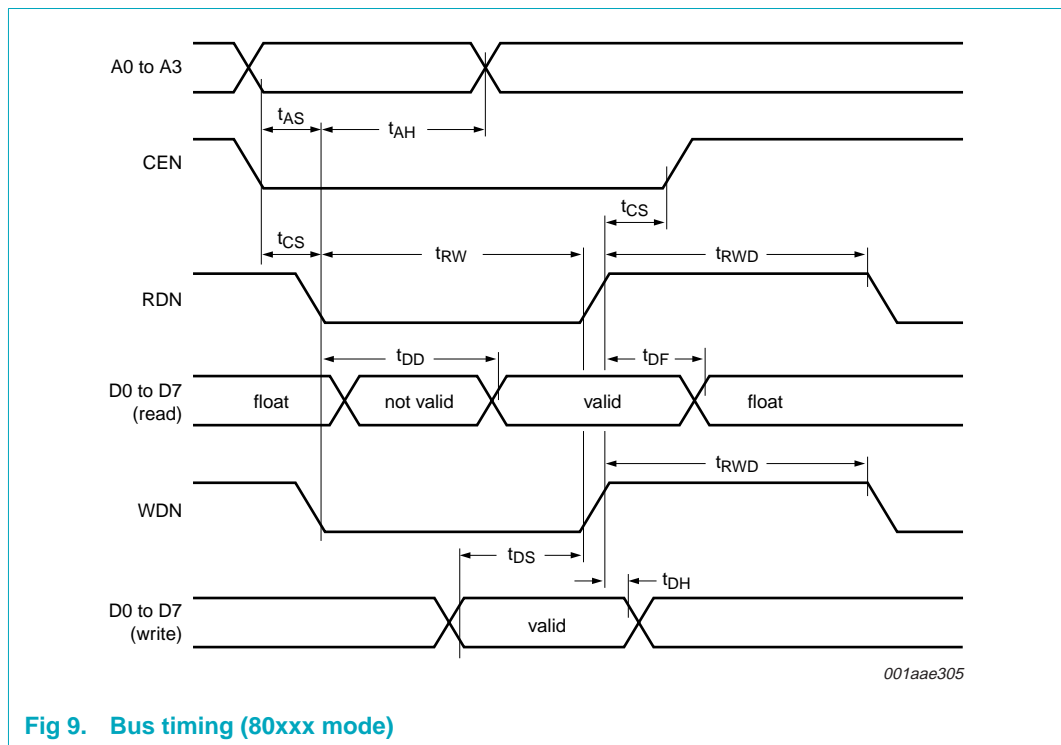 A0 to A3
tAS
tAH
CEN
tCS
tCS
tRW
tRWD
RDN
tDD
tDF
D0 to D7
(read)
float
not valid
valid
float
tRWD
WDN
tDS
tDH
D0 to D7
(write)
valid
001aae305
Fig 9. Bus timing (80xxx mode)